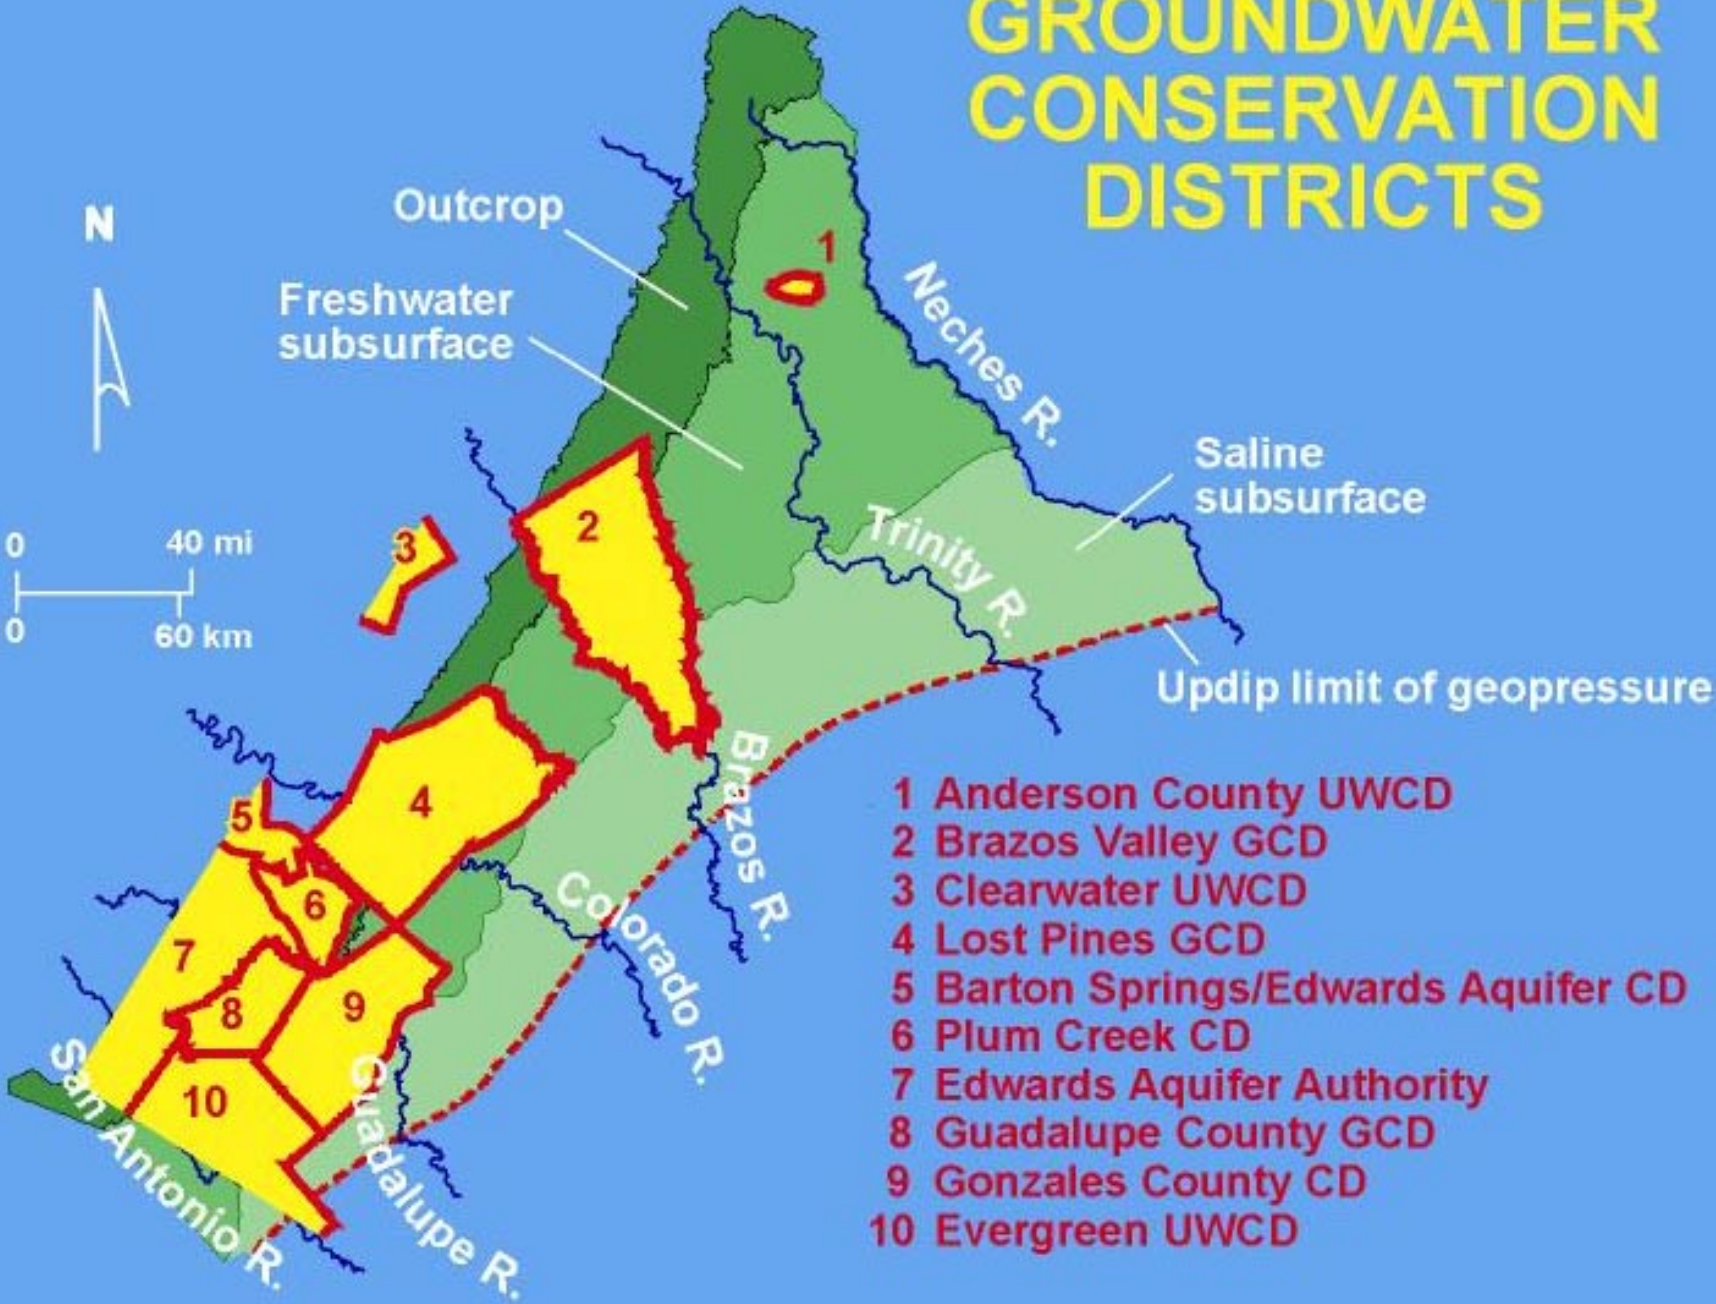 GROUNDWATER
CONSERVATION
DISTRICTS
N
Outcrop
Freshwater
subsurface
1
Neches R.
Saline
subsurface
2
3
0
40 mi
0
60 km
Trinity R.
Updip limit of geopressure
4
5
6
7
8
9
10
Brazos R.
Colorado R.
Guadalupe R.
San Antonio R.
1 Anderson County UWCD
2 Brazos Valley GCD
3 Clearwater UWCD
4 Lost Pines GCD
5 Barton Springs/Edwards Aquifer CD
6 Plum Creek CD
7 Edwards Aquifer Authority
8 Guadalupe County GCD
9 Gonzales County CD
10 Evergreen UWCD